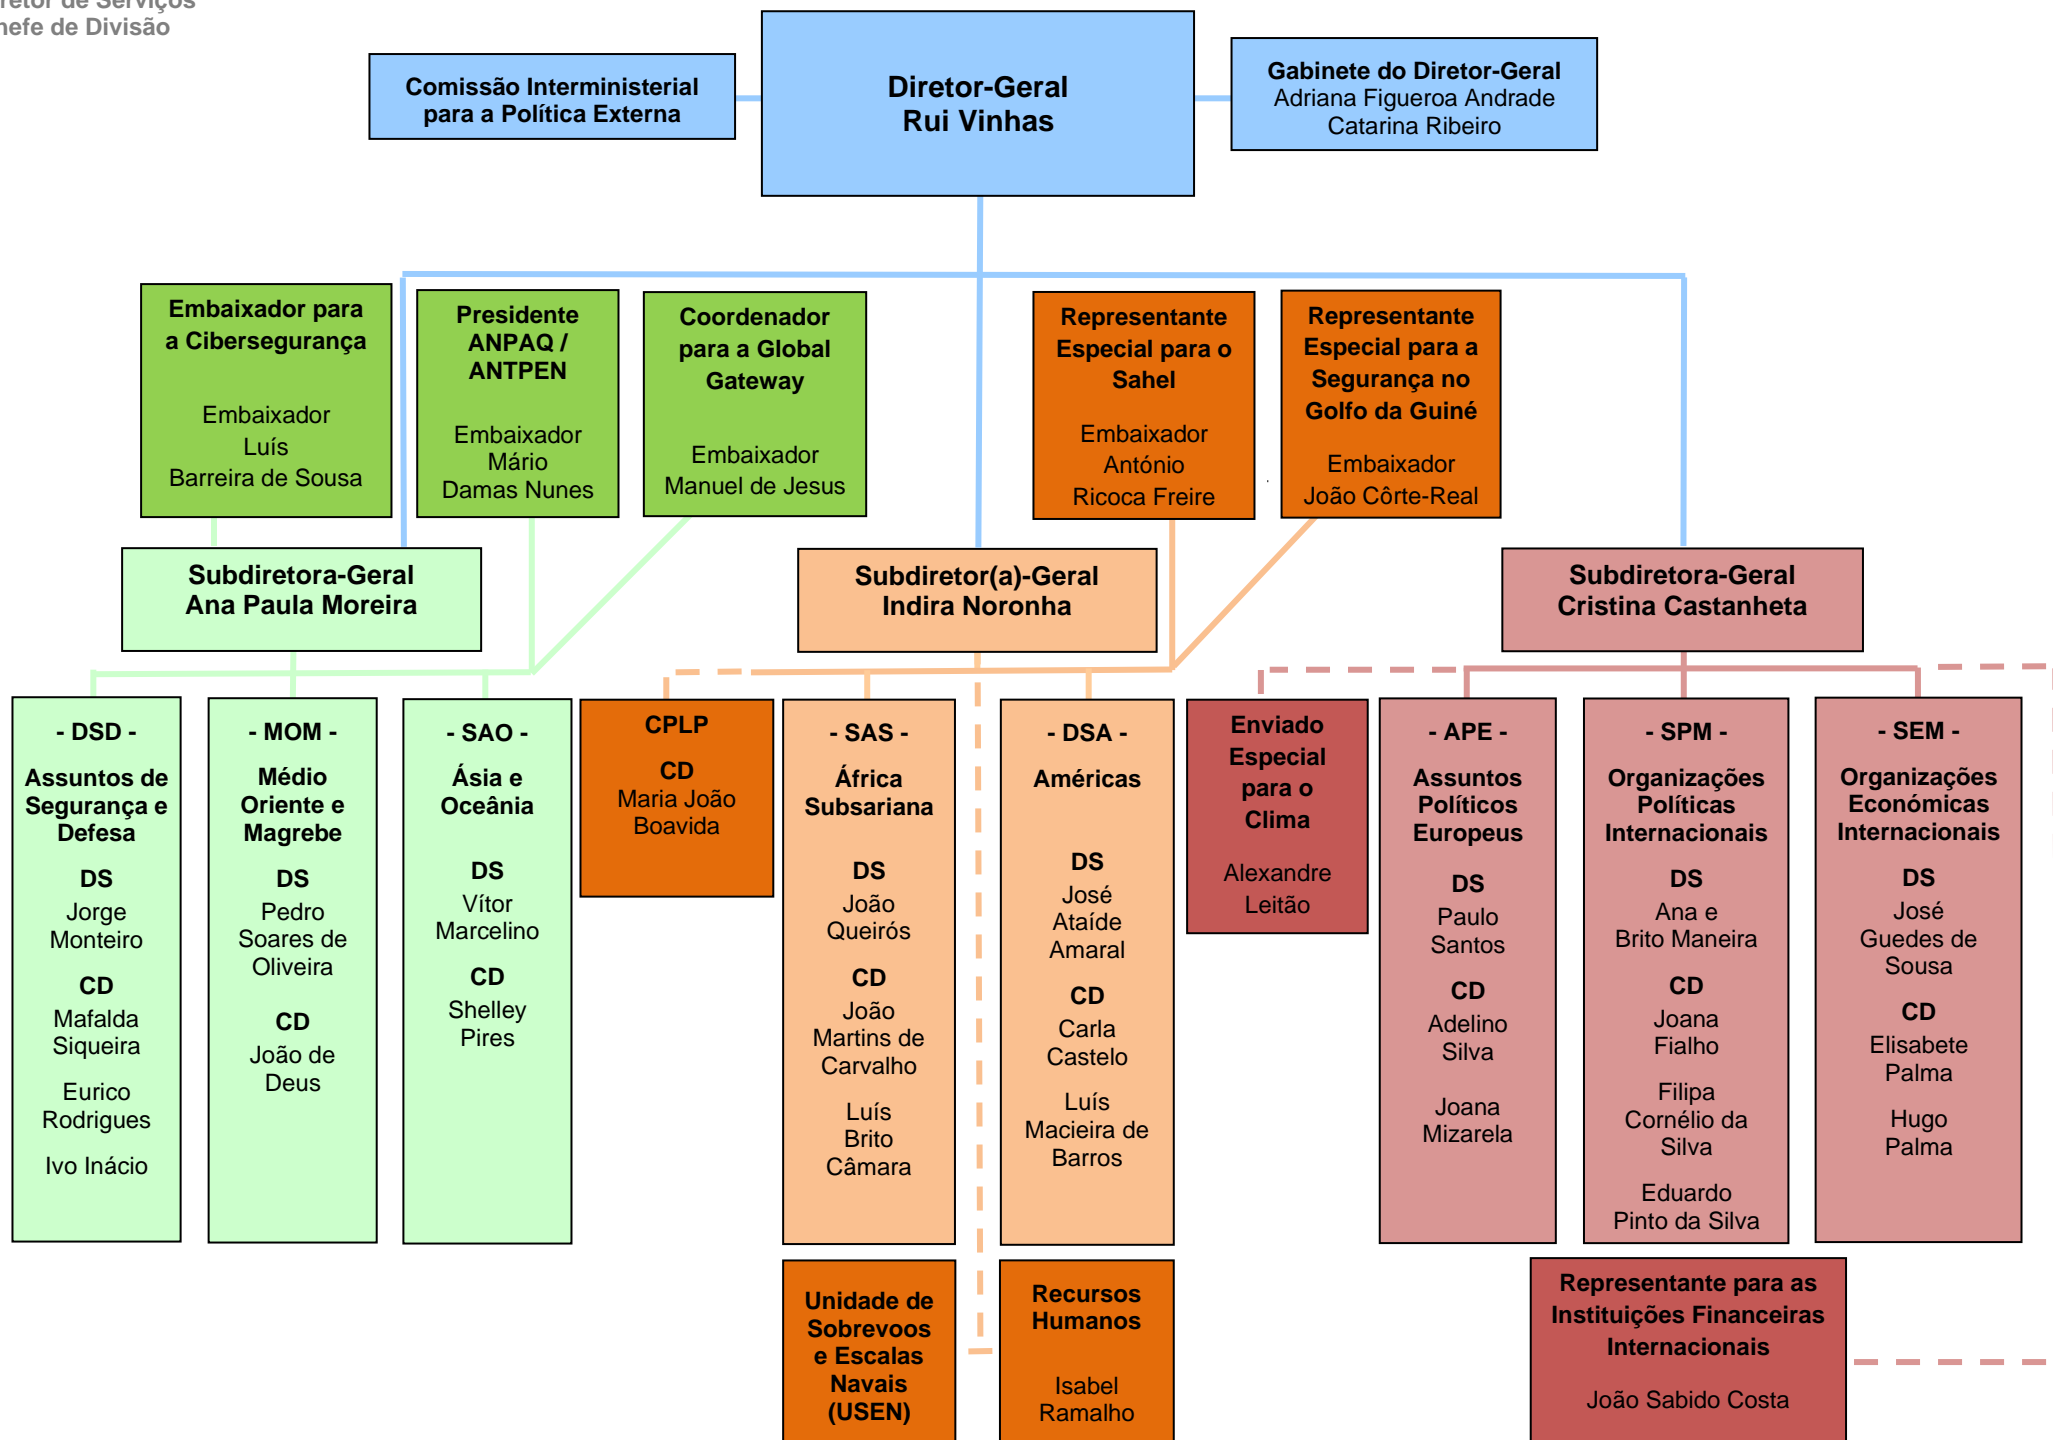 retor de Serviços
hefe de Divisão
Comissão Interministerial
para a Política Externa
Diretor-Geral
Rui Vinhas
Gabinete do Diretor-Geral
Adriana Figueroa Andrade
Catarina Ribeiro
Embaixador para
a Cibersegurança
Embaixador
Luís
Barreira de Sousa
Presidente
ANPAQ /
ANTPEN
Embaixador
Mário
Damas Nunes
Coordenador
para a Global
Gateway
Embaixador
Manuel de Jesus
Representante
Especial para o
Sahel
Embaixador
António
Ricoca Freire
Representante
Especial para a
Segurança no
Golfo da Guiné
Embaixador
João Côrte-Real
Subdiretora-Geral
Ana Paula Moreira
Subdiretor(a)-Geral
Indira Noronha
Subdiretora-Geral
Cristina Castanheta
- DSD -
Assuntos de
Segurança e
Defesa
DS
Jorge
Monteiro
CD
Mafalda
Siqueira
Eurico
Rodrigues
Ivo Inácio
- MOM -
Médio
Oriente e
Magrebe
DS
Pedro
Soares de
Oliveira
CD
João de
Deus
- SAO -
Ásia e
Oceânia
DS
Vítor
Marcelino
CD
Shelley
Pires
CPLP
CD
Maria João
Boavida
- SAS -
África
Subsariana
DS
João
Queirós
CD
João
Martins de
Carvalho
Luís
Brito
Câmara
- DSA -
Américas
DS
José
Ataíde
Amaral
CD
Carla
Castelo
Luís
Macieira de
Barros
Enviado
Especial
para o
Clima
Alexandre
Leitão
- APE -
Assuntos
Políticos
Europeus
DS
Paulo
Santos
CD
Adelino
Silva
Joana
Mizarela
- SPM -
Organizações
Políticas
Internacionais
DS
Ana e
Brito Maneira
CD
Joana
Fialho
Filipa
Cornélio da
Silva
Eduardo
Pinto da Silva
- SEM -
Organizações
Económicas
Internacionais
DS
José
Guedes de
Sousa
CD
Elisabete
Palma
Hugo
Palma
Unidade de
Sobrevoos
e Escalas
Navais
(USEN)
Recursos
Humanos
Isabel
Ramalho
Representante para as
Instituições Financeiras
Internacionais
João Sabido Costa